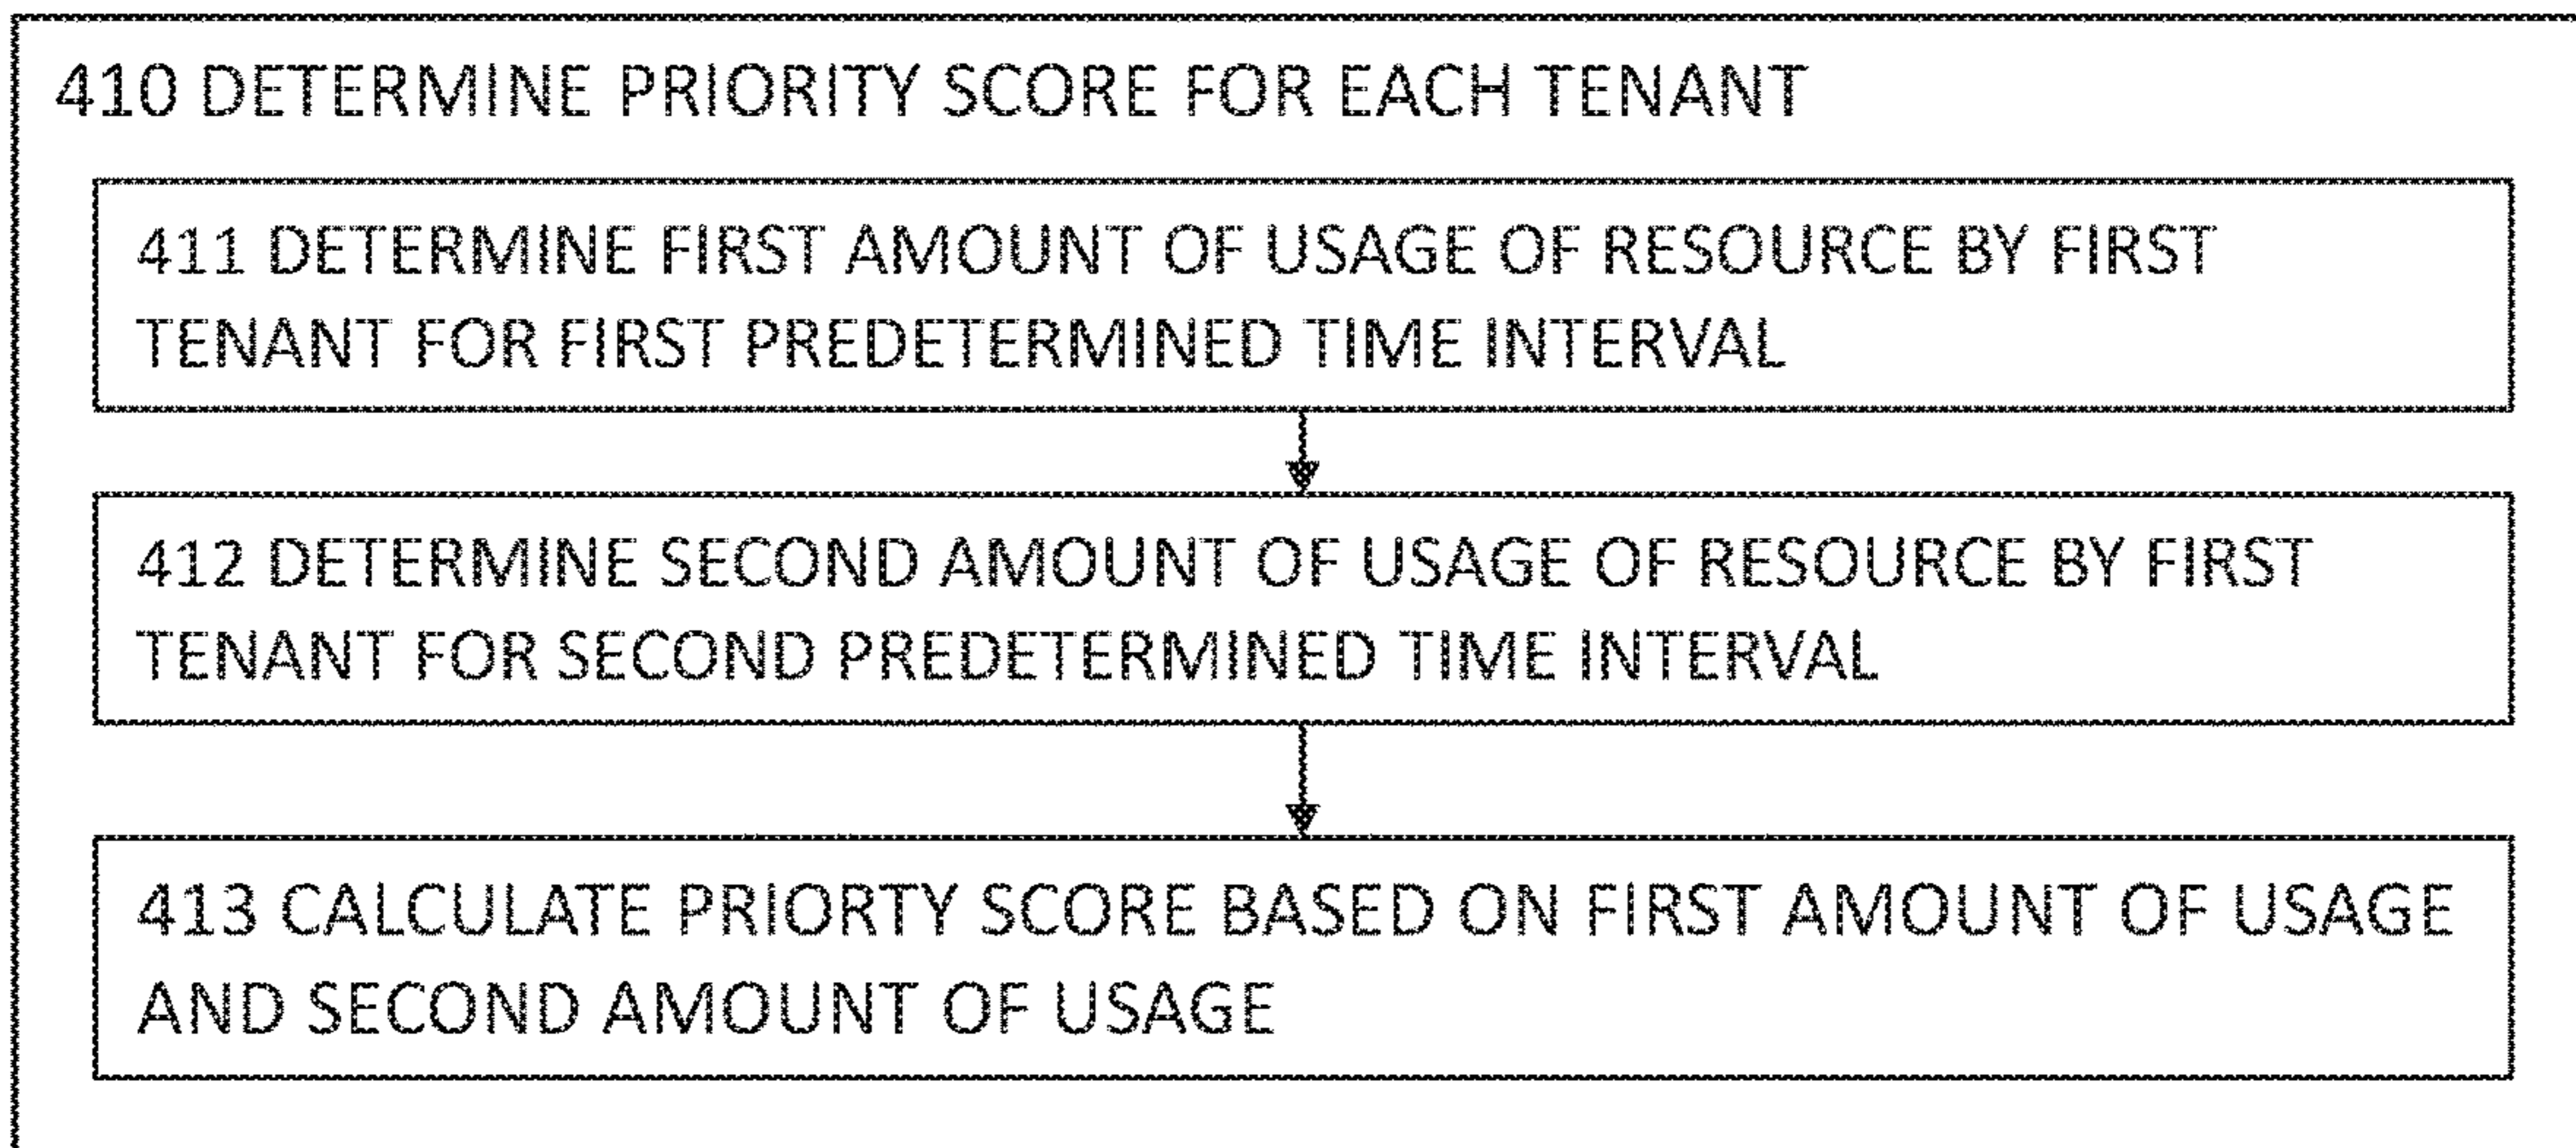 410 DETERMINE PRIORITY SCORE FOR EACH TENANT
411 DETERMINE FIRST AMOUNT OF USAGE OF RESOURCE BY FIRST
TENANT FOR FIRST PREDETERMINED TIME INTERVAL
412 DETERMINE SECOND AMOUNT OF USAGE OF RESOURCE BY FIRST
TENANT FOR SECOND PREDETERMINED TIME INTERVAL
413 CALCULATE PRIORTY SCORE BASED ON FIRST AMOUNT OF USAGE
AND SECOND AMOUNT OF USAGE